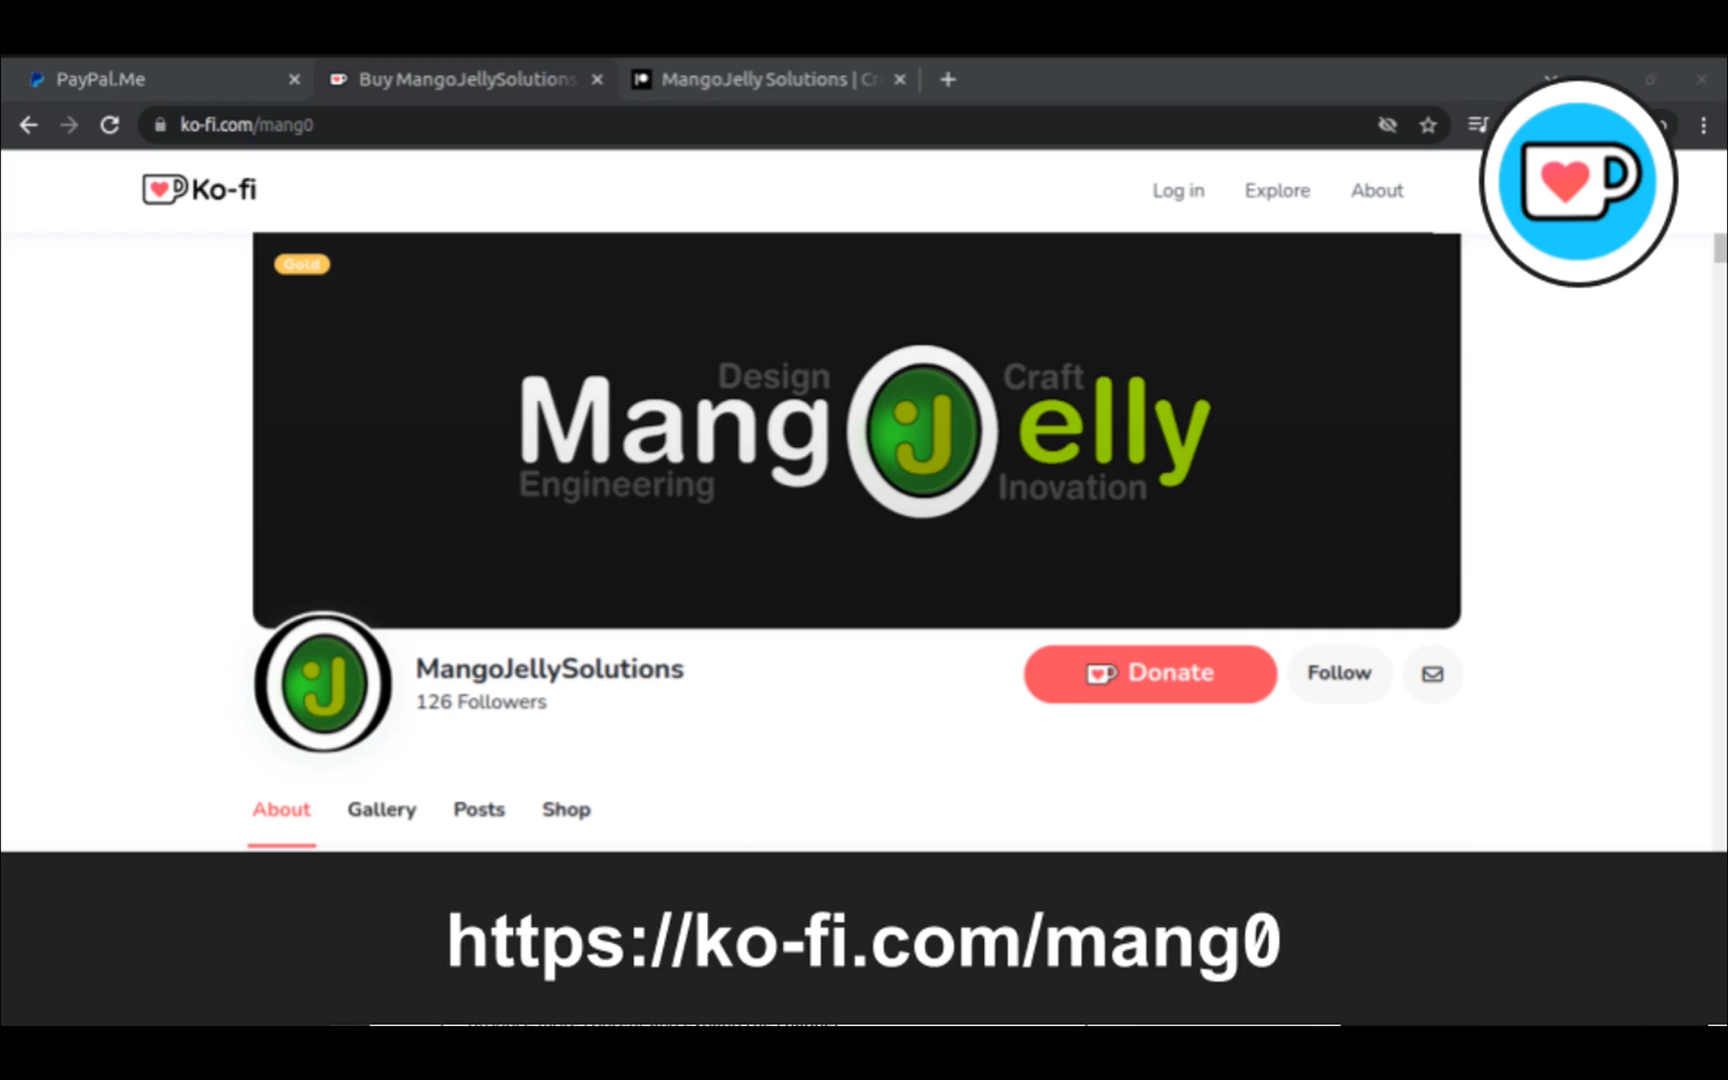 PayPal.Me
Buy MangoJellySolutions
MangoJelly Solutions | Cr
ko-fi.com/mang0
Ko-fi
Log in
Explore
About
Gold
Design
Craft
Mang
J
elly
Engineering
Inovation
J
MangoJellySolutions
126 Followers
Donate
Follow
About
Gallery
Posts
Shop
https://ko-fi.com/mang0